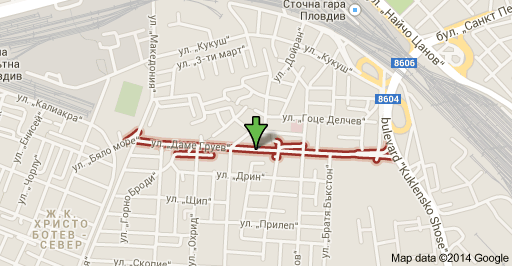 Сточна гара
Пловдив
ул. „Найчо Цанов“
бул. „Санкт Пе
ул. „Кукуш“
ул. „3-ти март“
ул. „Македония“
ул. „Дойран“
ул. „Кукуш“
8606
8604
ул. „Калиакра“
ул. „Гоце Делчев“
ул. „Енисей“
ул. „Чорлу“
ул. „Бяло море“
ул. „Даме Груев“
ул. „Дрин“
ул. „Горно Броди“
ул. „Щип“
ул. „Охрид“
ул. „Прилеп“
ул. „Братя Бъкстон“
bulevard "Kuklensko Shose"
Ж.К.
ХРИСТО
БОТЕВ -
СЕВЕР
ул. „Скопие“
Map data ©2014 Google